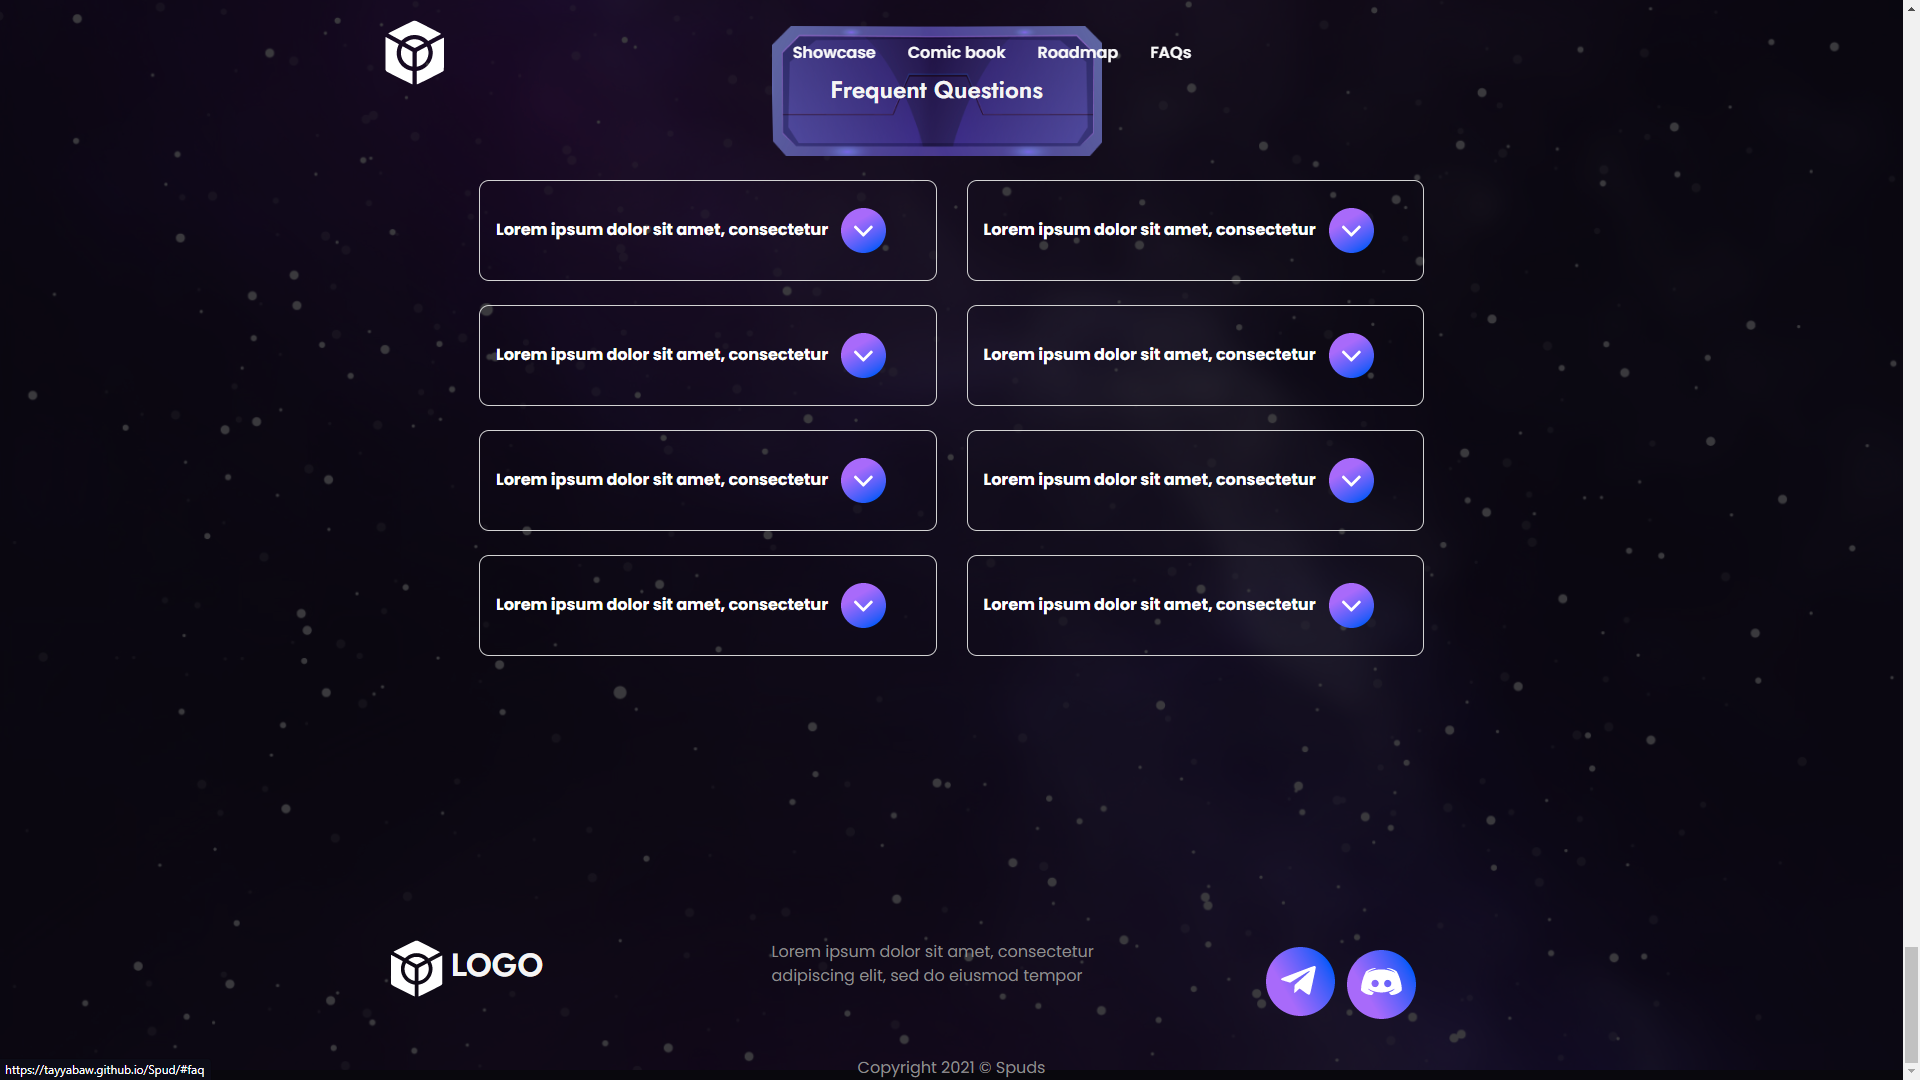 Showcase Comic book Roadmap FAQs
Frequent Questions
Lorem ipsum dolor sit amet, consectetur
Lorem ipsum dolor sit amet, consectetur
Lorem ipsum dolor sit amet, consectetur
Lorem ipsum dolor sit amet, consectetur
Lorem ipsum dolor sit amet, consectetur
Lorem ipsum dolor sit amet, consectetur
Lorem ipsum dolor sit amet, consectetur
Lorem ipsum dolor sit amet, consectetur
LOGO
Lorem ipsum dolor sit amet, consectetur
adipiscing elit, sed do eiusmod tempor
Copyright 2021 © Spuds
https://tayyabaw.github.io/Spud/#faq